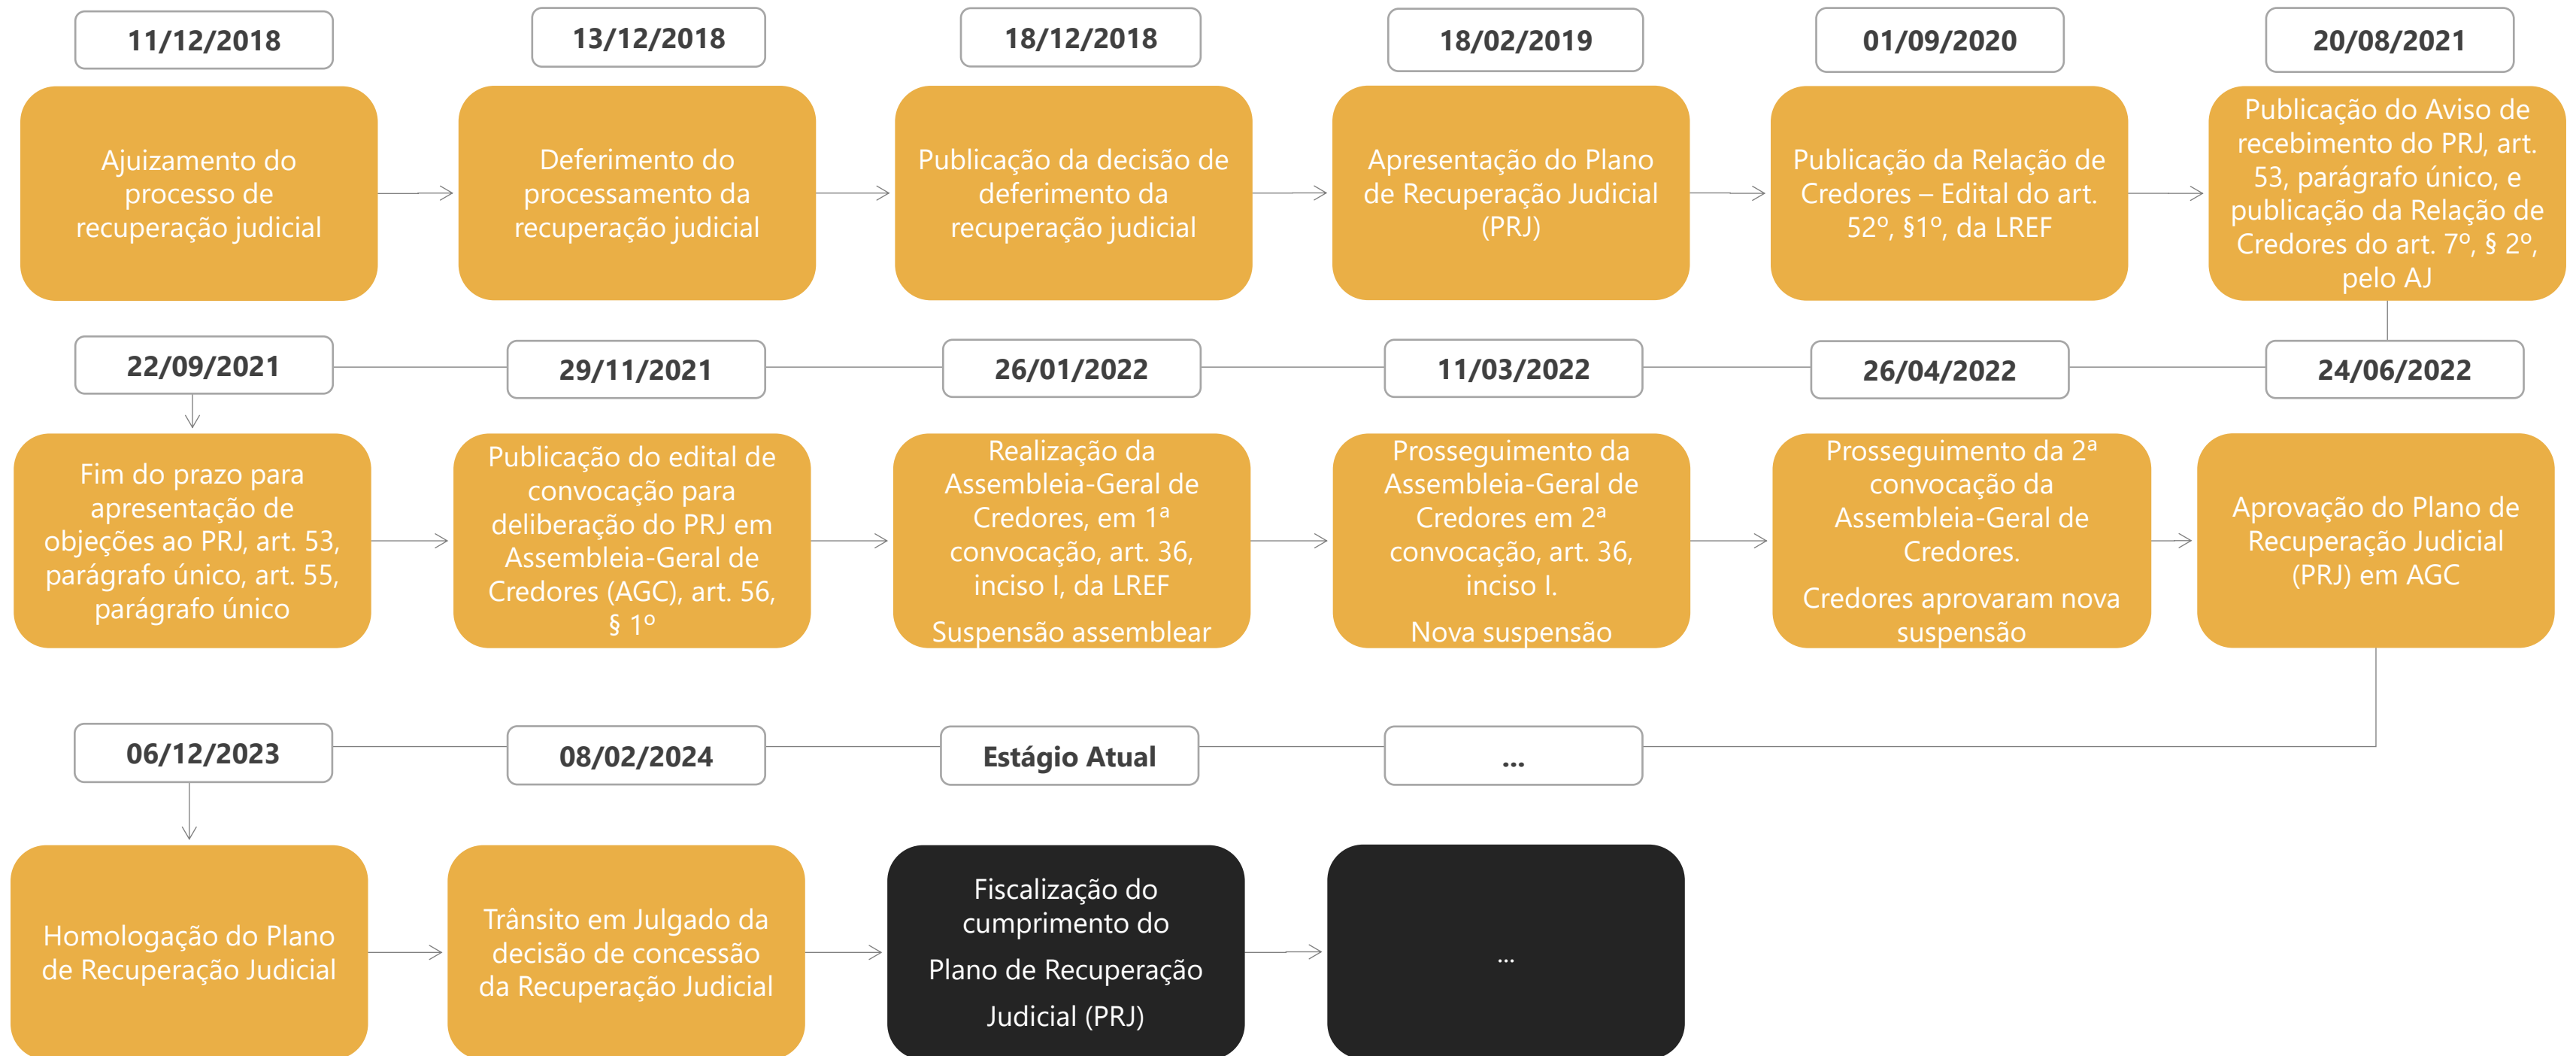 11/12/2018
Ajuizamento do
processo de
recuperação judicial
13/12/2018
Deferimento do
processamento da
recuperação judicial
18/12/2018
Publicação da decisão de
deferimento da
recuperação judicial
18/02/2019
Apresentação do Plano
de Recuperação Judicial
(PRJ)
01/09/2020
Publicação da Relação de
Credores – Edital do art.
52º, §1º, da LREF
20/08/2021
Publicação do Aviso de
recebimento do PRJ, art.
53, parágrafo único, e
publicação da Relação de
Credores do art. 7º, § 2º,
pelo AJ
22/09/2021
Fim do prazo para
apresentação de
objeções ao PRJ, art. 53,
parágrafo único, art. 55,
parágrafo único
29/11/2021
Publicação do edital de
convocação para
deliberação do PRJ em
Assembleia-Geral de
Credores (AGC), art. 56,
§ 1º
26/01/2022
Realização da
Assembleia-Geral de
Credores, em 1ª
convocação, art. 36,
inciso I, da LREF
Suspensão assemblear
11/03/2022
Prosseguimento da
Assembleia-Geral de
Credores em 2ª
convocação, art. 36,
inciso I.
Nova suspensão
26/04/2022
Prosseguimento da 2ª
convocação da
Assembleia-Geral de
Credores.
Credores aprovaram nova
suspensão
24/06/2022
Aprovação do Plano de
Recuperação Judicial
(PRJ) em AGC
06/12/2023
Homologação do Plano
de Recuperação Judicial
08/02/2024
Trânsito em Julgado da
decisão de concessão
da Recuperação Judicial
Estágio Atual
Fiscalização do
cumprimento do
Plano de Recuperação
Judicial (PRJ)
...
...